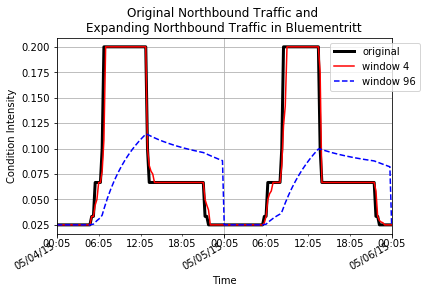 Original Northbound Traffic and
Expanding Northbound Traffic in Bluementritt
original
window 4
window 96
Condition Intensity
0.200
0.175
0.150
0.125
0.100
0.075
0.050
0.025
00:05 06:05 12:05 18:05 00:05 06:05 12:05 18:05 00:05
05/04/15 05/05/15 05/06/15
Time